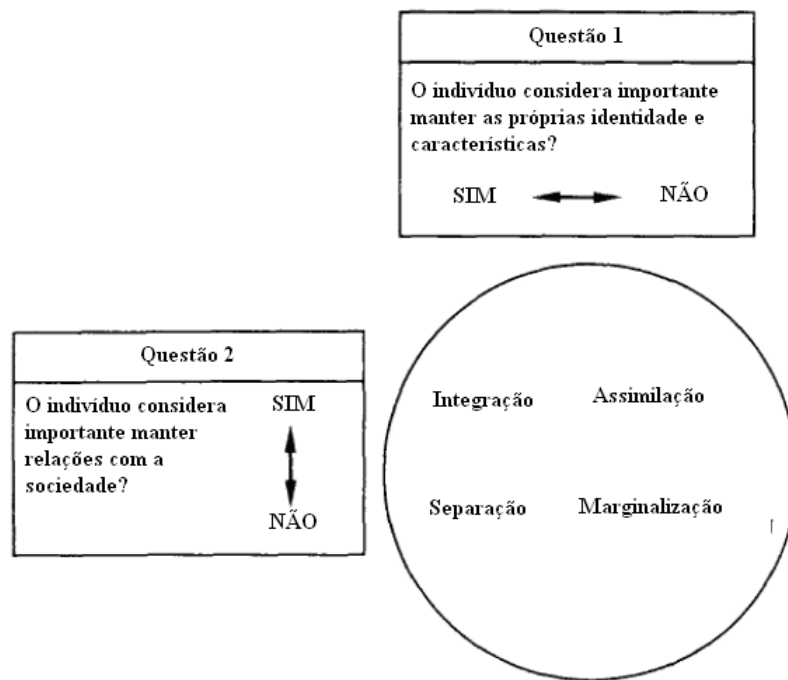 Questão 1
O indivíduo considera importante
manter as próprias identidade e
características?
SIM NÃO
Questão 2
O indivíduo considera
importante manter
relações com a
sociedade?
SIM
NÃO
Integração Assimilação
Separação Marginalização